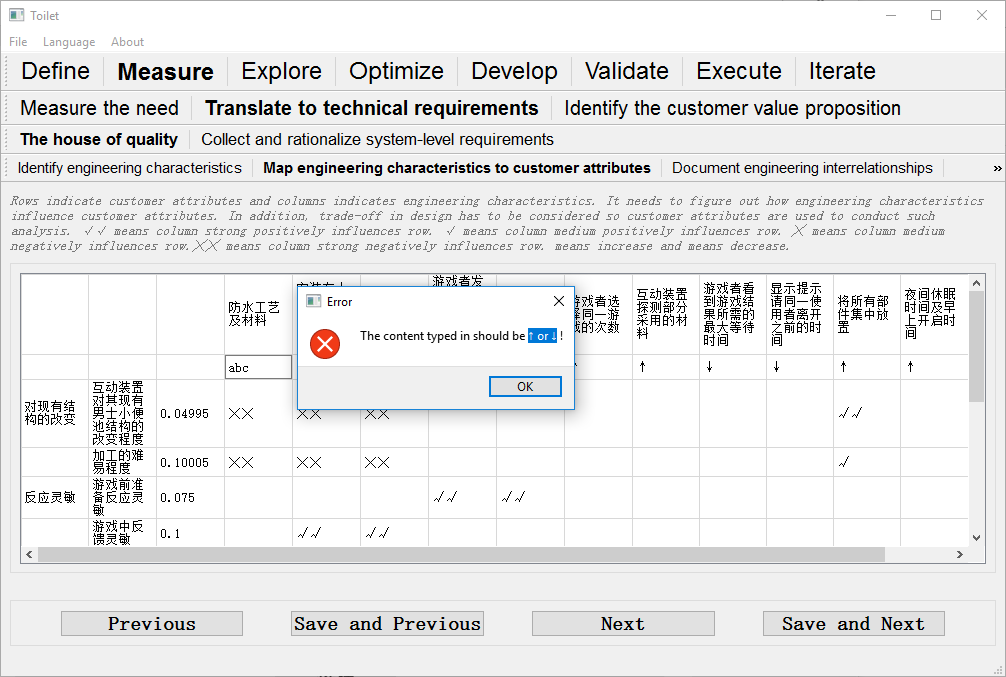 Toilet
File Language About
Define Measure Explore Optimize Develop Validate Execute Iterate
Measure the need Translate to technical requirements Identify the customer value proposition
The house of quality Collect and rationalize system-level requirements
Identify engineering characteristics Map engineering characteristics to customer attributes Document engineering interrelationships »
Rows indicate customer attributes and columns indicates engineering characteristics. It needs to figure out how engineering characteristics
influence customer attributes. In addition, trade-off in design has to be considered so customer attributes are used to conduct such
analysis. √√ means column strong positively influences row. √ means column medium positively influences row. ╳ means column medium
negatively influences row.╳╳ means column strong negatively influences row. means increase and means decrease.
防水工艺
及材料
游戏者发
游戏者选
择同一游
戏的次数
互动装置
探测部分
采用的材
料
游戏者看
到游戏结
果所需的
最大等待
时间
显示提示
请同一使
用者离开
之前的时
间
将所有部
件集中放
置
夜间休眠
时间及早
上开启时
间
abc ↑ ↓ ↓ ↑ ↑
Error
The content typed in should be ↑ or ↓ !
OK
对现有结
构的改变
互动装置
对其现有
男士小便
池结构的
改变程度
0.04995 ╳╳ ╳╳ ╳╳ √√
加工的难
易程度
0.10005 ╳╳ ╳╳ ╳╳ √
反应灵敏
游戏前准
备反应灵
敏
0.075 √√ √√
游戏中反
馈灵敏
0.1 √√ √√
Previous Save and Previous Next Save and Next